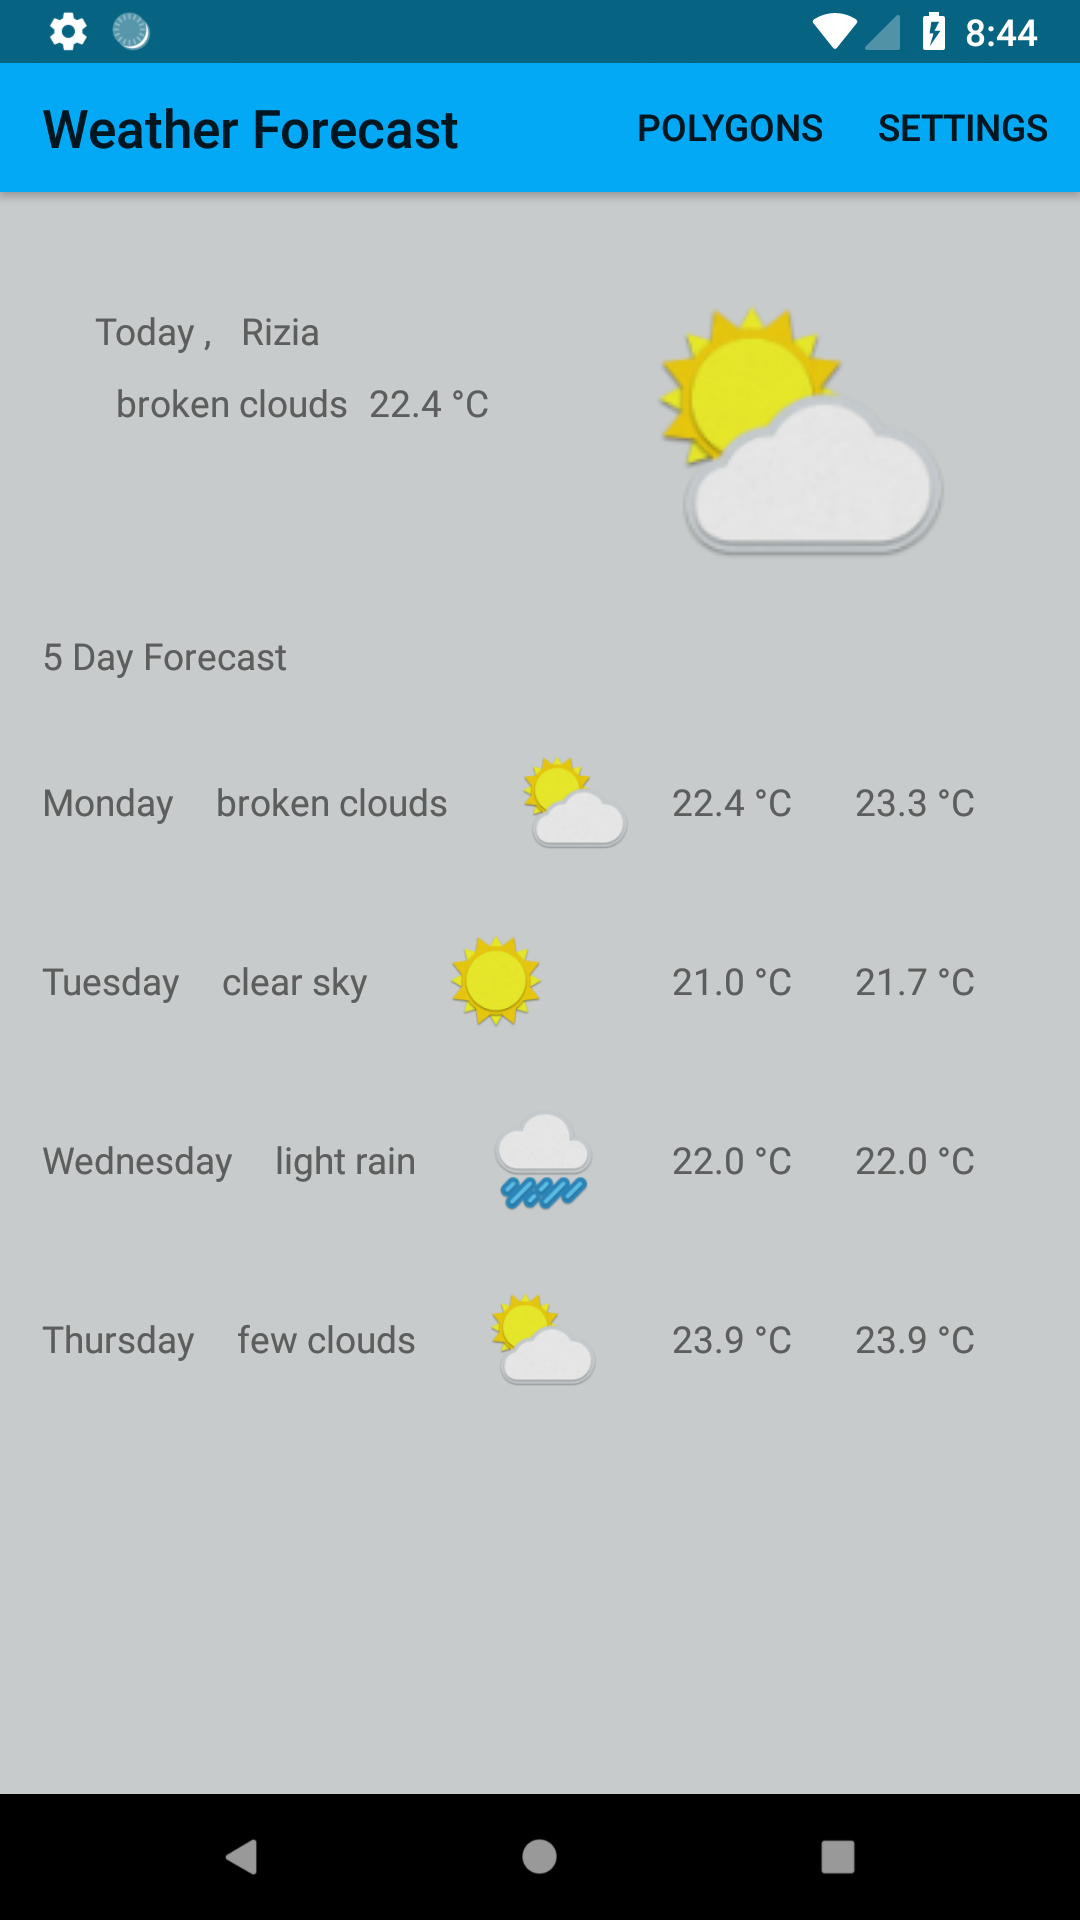 8:44
Weather Forecast POLYGONS SETTINGS
Today , Rizia
broken clouds 22.4 °C
5 Day Forecast
Monday broken clouds 22.4 °C 23.3 °C
Tuesday clear sky 21.0 °C 21.7 °C
Wednesday light rain 22.0 °C 22.0 °C
Thursday few clouds 23.9 °C 23.9 °C